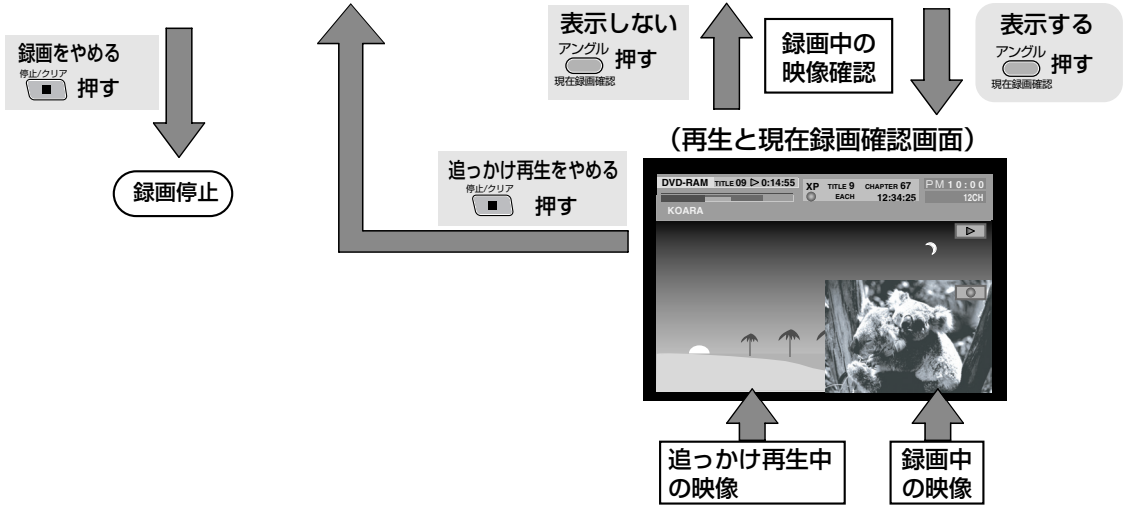 録画をやめる
停止/クリア
押す
録画停止
追っかけ再生をやめる
停止/クリア
押す
表示しない
アングル
押す
現在録画確認
録画中の
映像確認
表示する
アングル
押す
現在録画確認
(再生と現在録画確認画面)
DVD-RAM TITLE 09 ▷ 0:14:55
XP TITLE 9 CHAPTER 67
EACH 12:34:25
PM 10:00
12CH
KOARA
追っかけ再生中
の映像
録画中
の映像